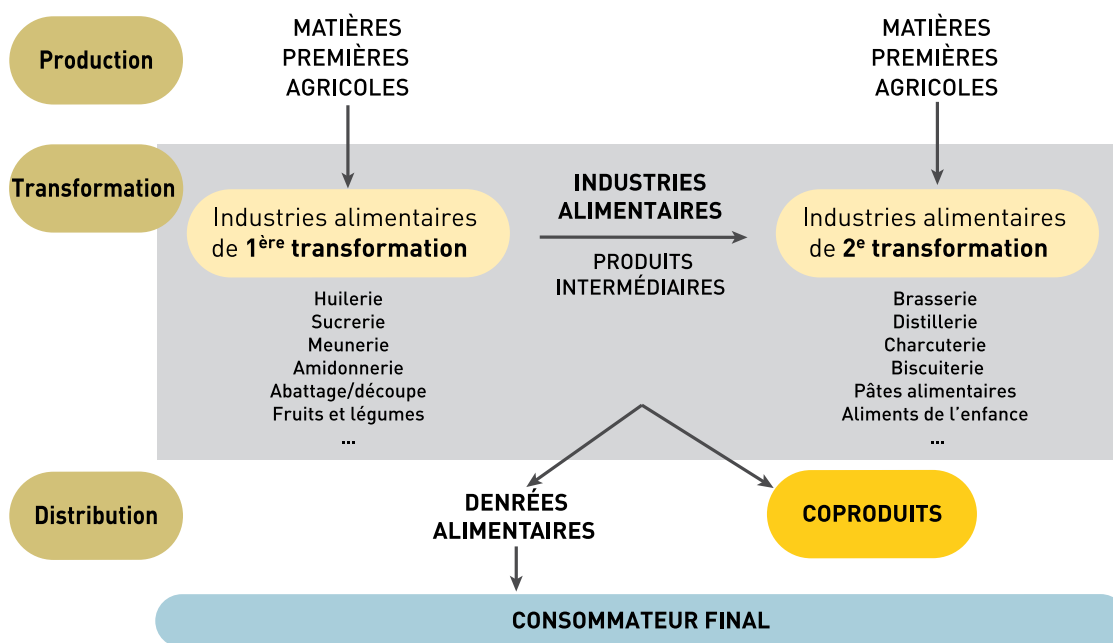 Production
MATIÈRES
PREMIÈRES
AGRICOLES
MATIÈRES
PREMIÈRES
AGRICOLES
Transformation
Industries alimentaires
de 1ère transformation
INDUSTRIES
ALIMENTAIRES
PRODUITS
INTERMÉDIAIRES
Industries alimentaires
de 2e transformation
Huilerie
Sucrerie
Meunerie
Amidonnerie
Abattage/découpe
Fruits et légumes
...
Brasserie
Distillerie
Charcuterie
Biscuiterie
Pâtes alimentaires
Aliments de l'enfance
...
Distribution
DENRÉES
ALIMENTAIRES
COPRODUITS
CONSOMMATEUR FINAL